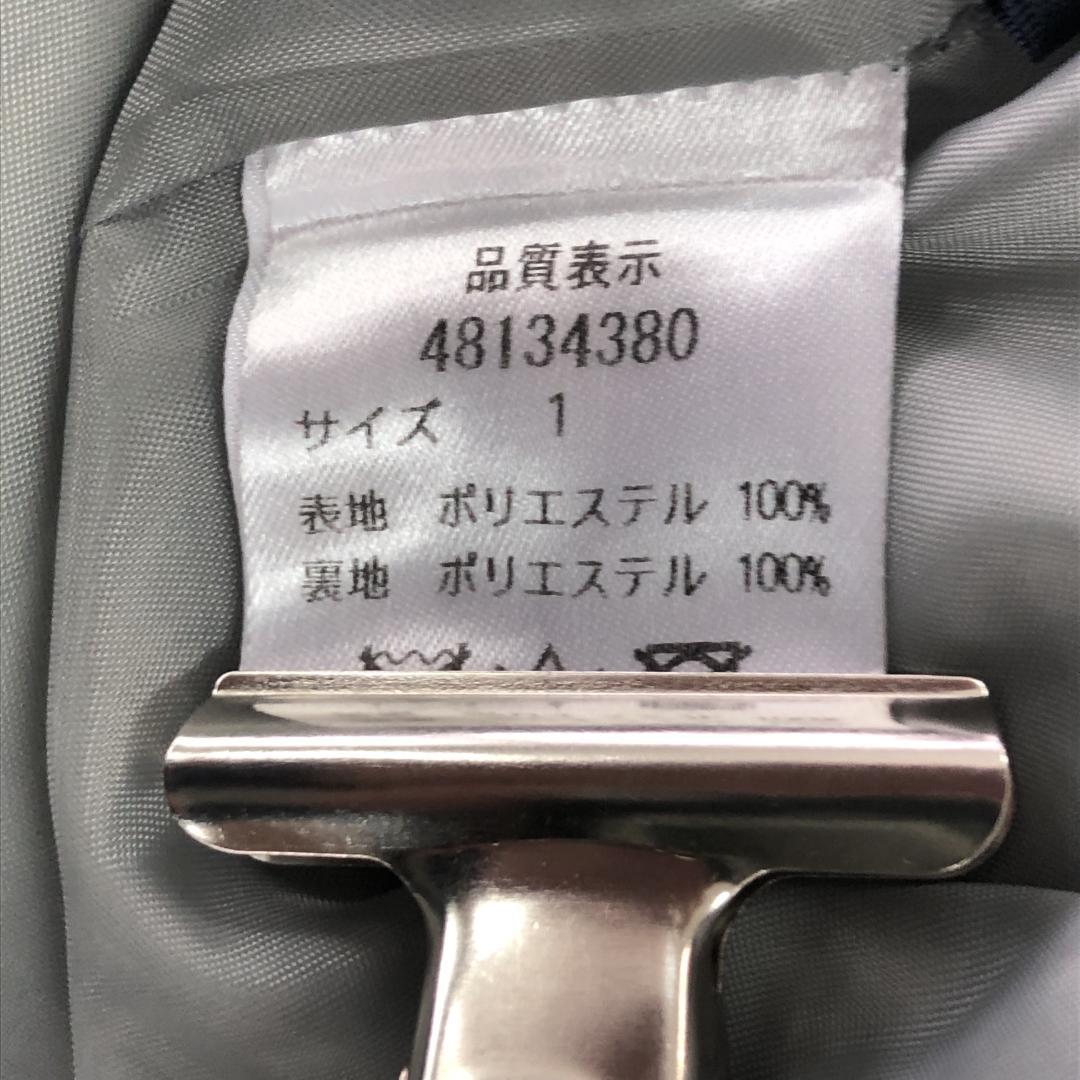 品質表示
48134380
サイズ 1
表地 ポリエステル 100%
裏地 ポリエステル 100%